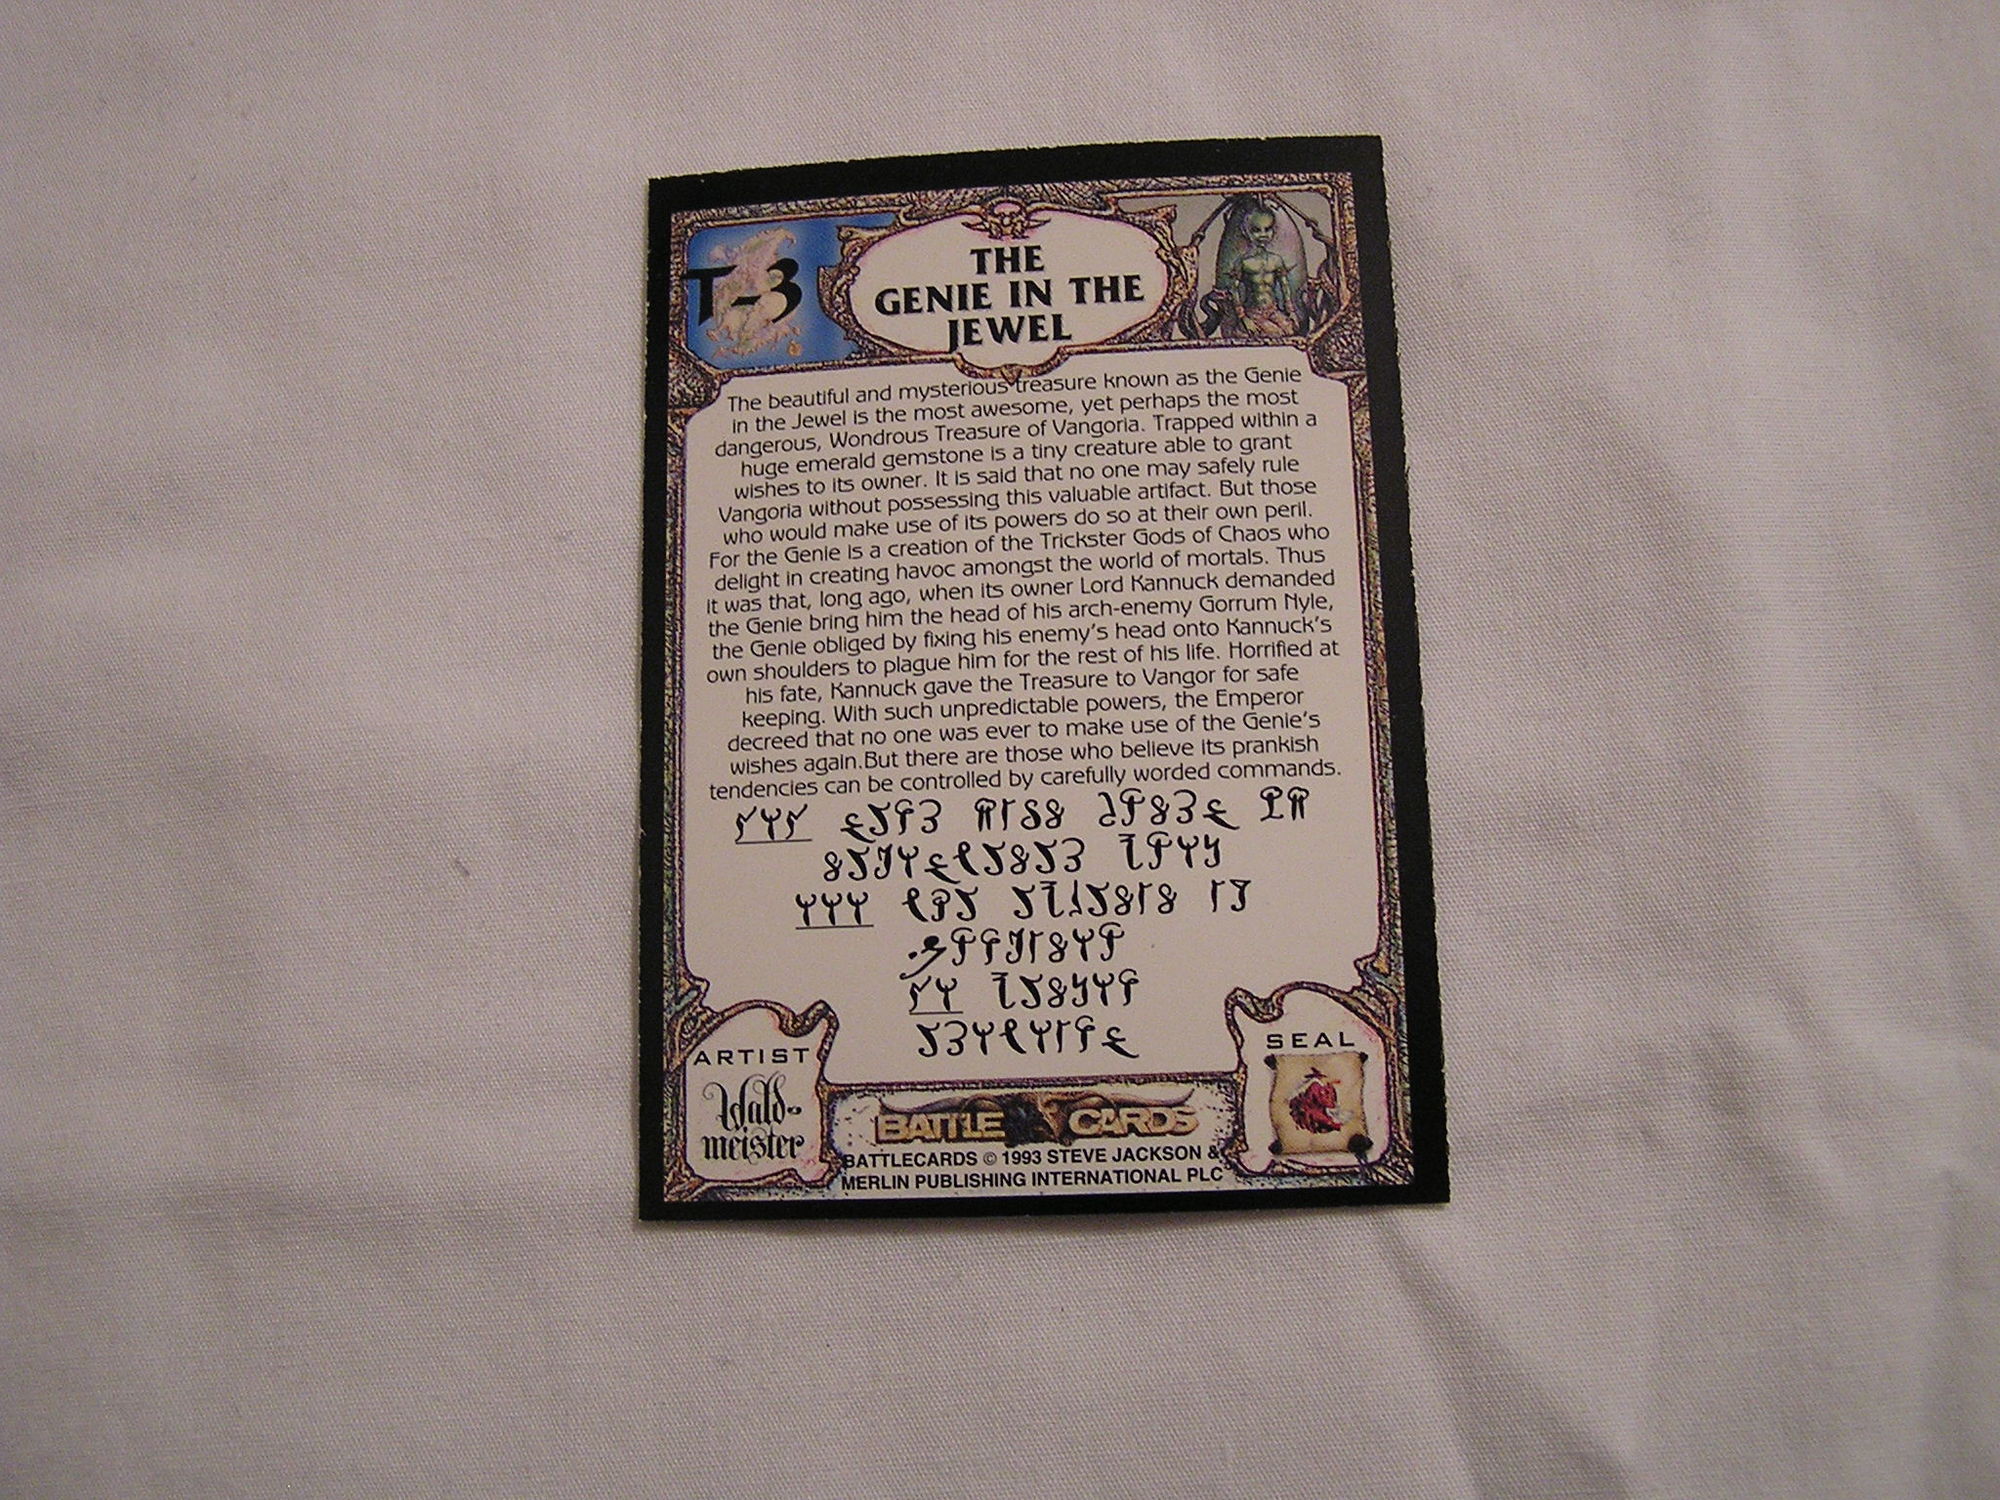 T-3
THE
GENIE IN THE
JEWEL
The beautiful and mysterious treasure known as the Genie
in the Jewel is the most awesome, yet perhaps the most
dangerous, Wondrous Treasure of Vangoria. Trapped within a
huge emerald gemstone is a tiny creature able to grant
wishes to its owner. It is said that no one may safely rule
Vangoria without possessing this valuable artifact. But those
who would make use of its powers do so at their own peril.
For the Genie is a creation of the Trickster Gods of Chaos who
delight in creating havoc amongst the world of mortals. Thus
it was that, long ago, when its owner Lord Kannuck demanded
the Genie bring him the head of his arch-enemy Gorrum Nyle,
the Genie obliged by fixing his enemy's head onto Kannuck's
own shoulders to plague him for the rest of his life. Horrified at
his fate, Kannuck gave the Treasure to Vangor for safe
keeping. With such unpredictable powers, the Emperor
decreed that no one was ever to make use of the Genie's
wishes again.But there are those who believe its prankish
tendencies can be controlled by carefully worded commands.
ARTIST
Wald-
meister
SEAL
BATTLE CARDS
BATTLECARDS © 1993 STEVE JACKSON &
MERLIN PUBLISHING INTERNATIONAL PLC